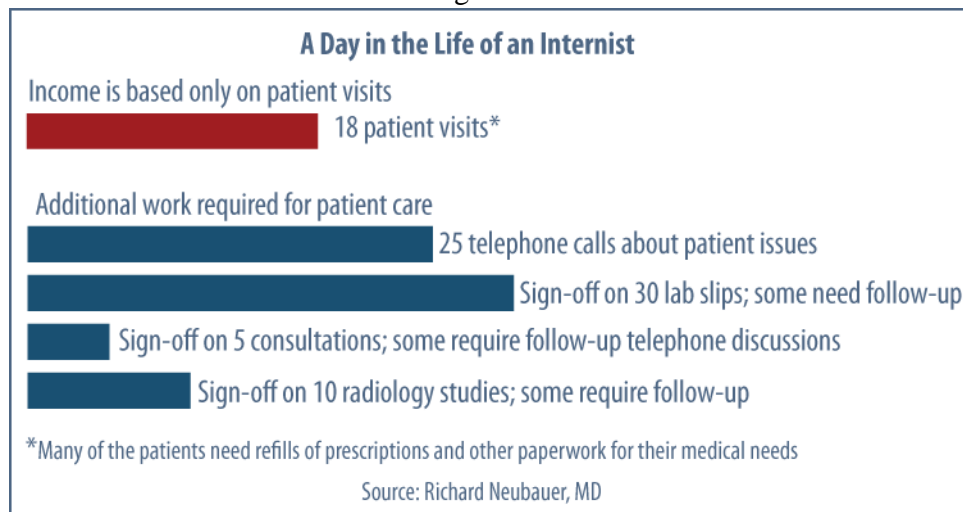 A Day in the Life of an Internist
Income is based only on patient visits
18 patient visits*
Additional work required for patient care
25 telephone calls about patient issues
Sign-off on 30 lab slips; some need follow-up
Sign-off on 5 consultations; some require follow-up telephone discussions
Sign-off on 10 radiology studies; some require follow-up
*Many of the patients need refills of prescriptions and other paperwork for their medical needs
Source: Richard Neubauer, MD